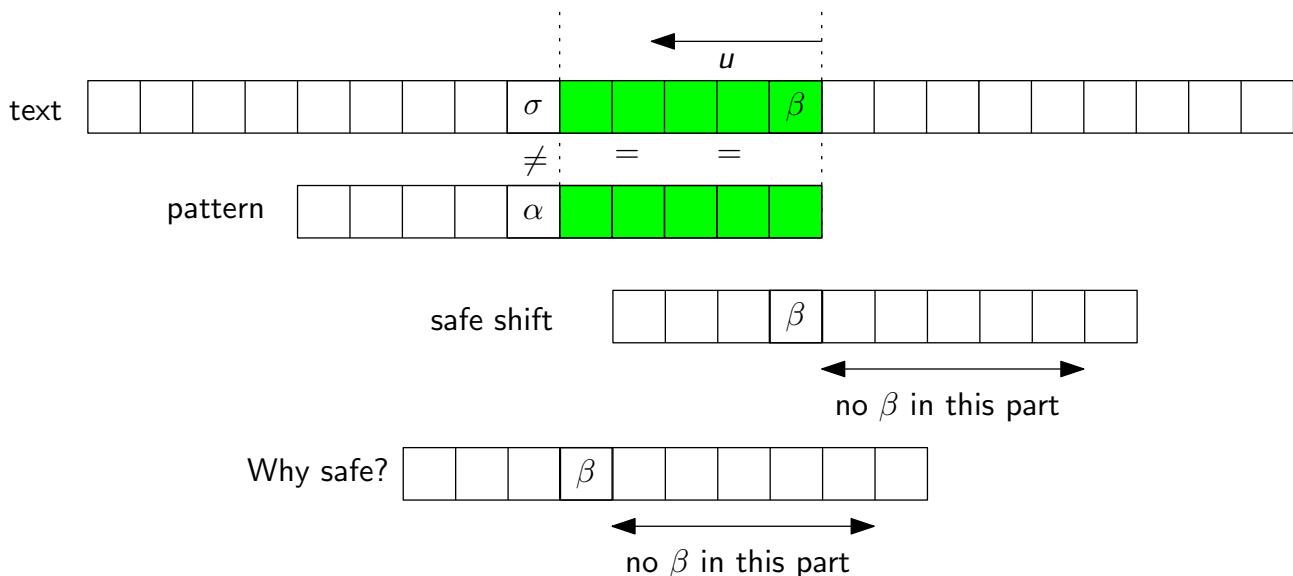 u
text σ β
≠ = =
pattern α
safe shift β
no β in this part
Why safe? β
no β in this part